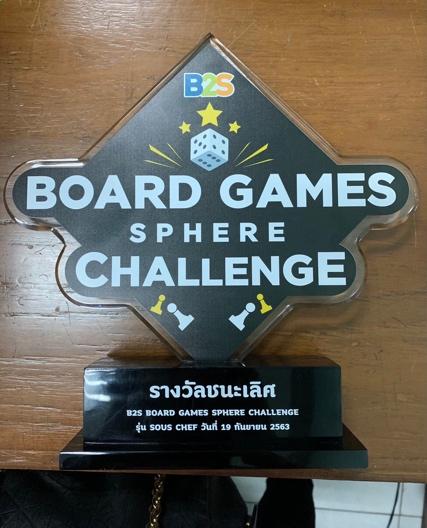 B2S
BOARD GAMES
SPHERE
CHALLENGE
รางวัลชนะเลิศ
B2S BOARD GAMES SPHERE CHALLENGE
รุ่น SOUS CHEF วันที่ 19 กันยายน 2563